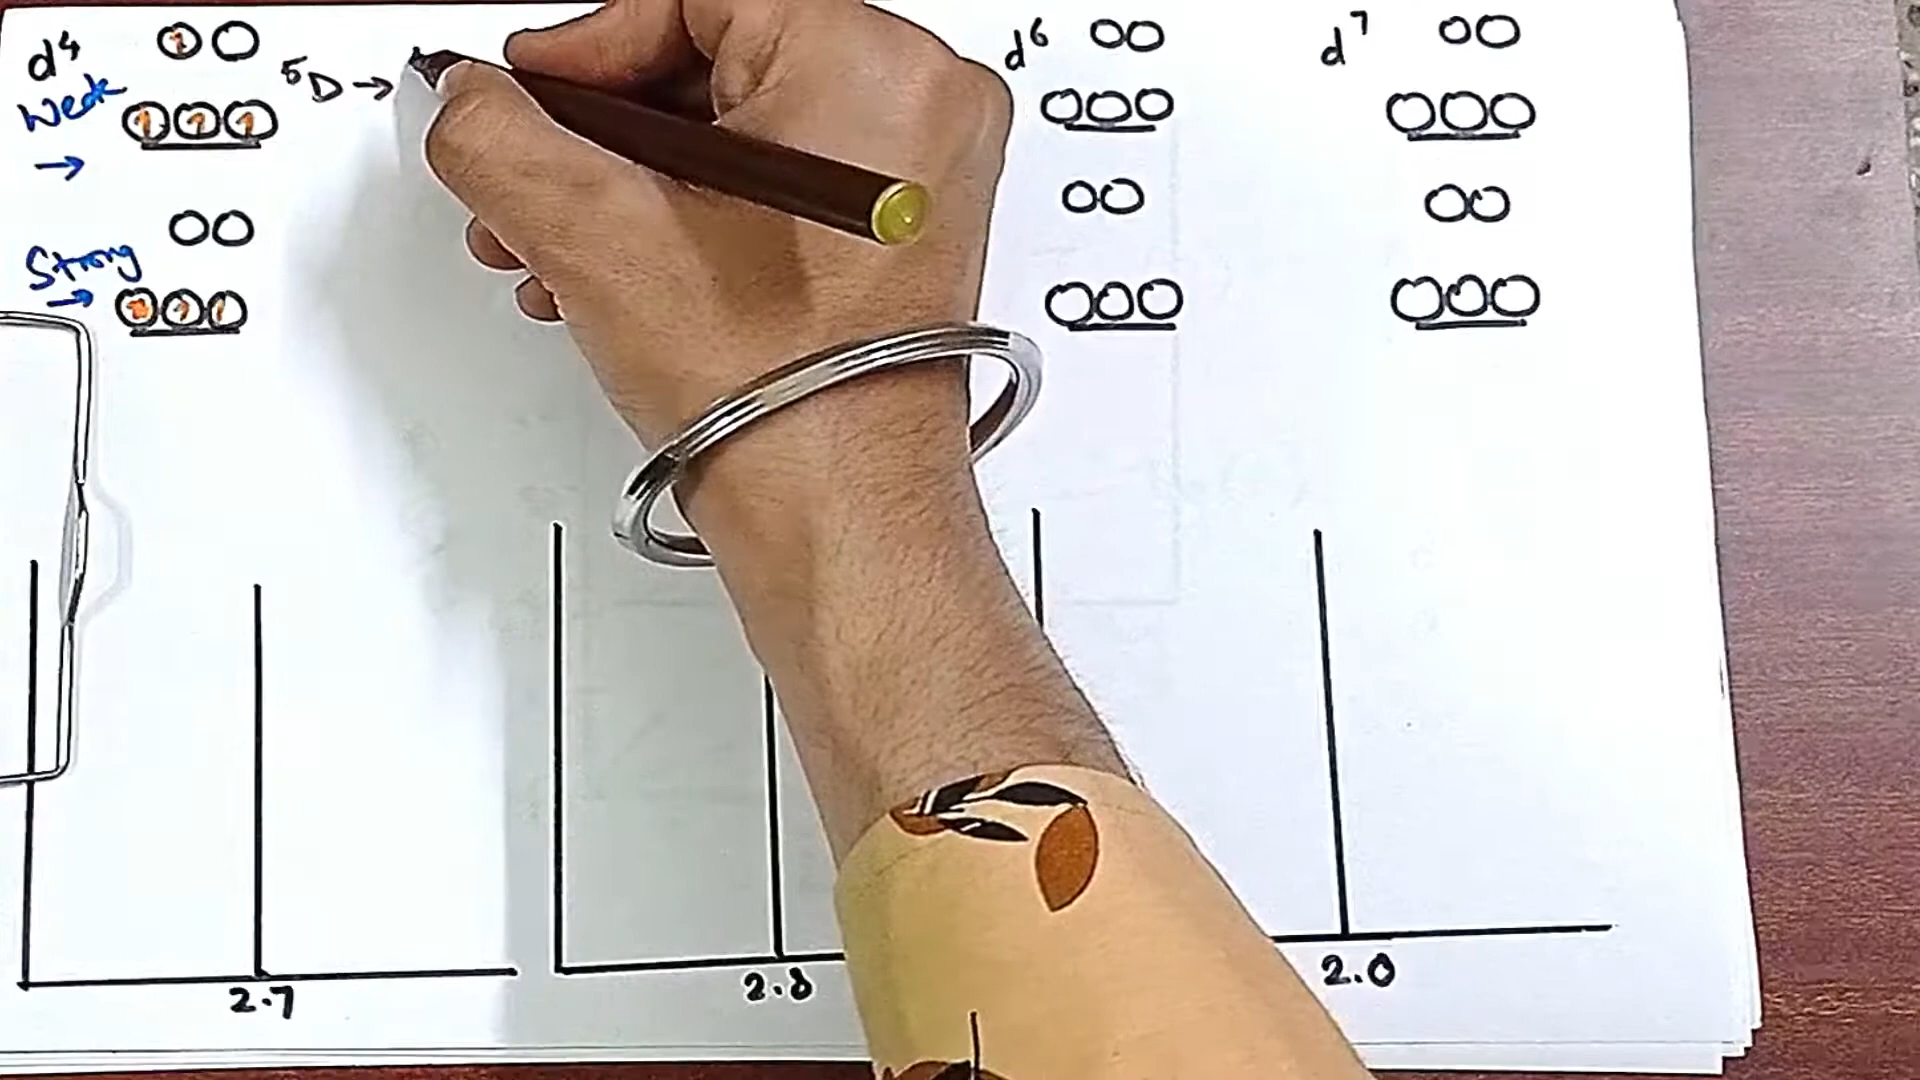 d⁴
Weak →
⁵D →
Strong →
d⁶
d⁷
2.7
2.8
2.0